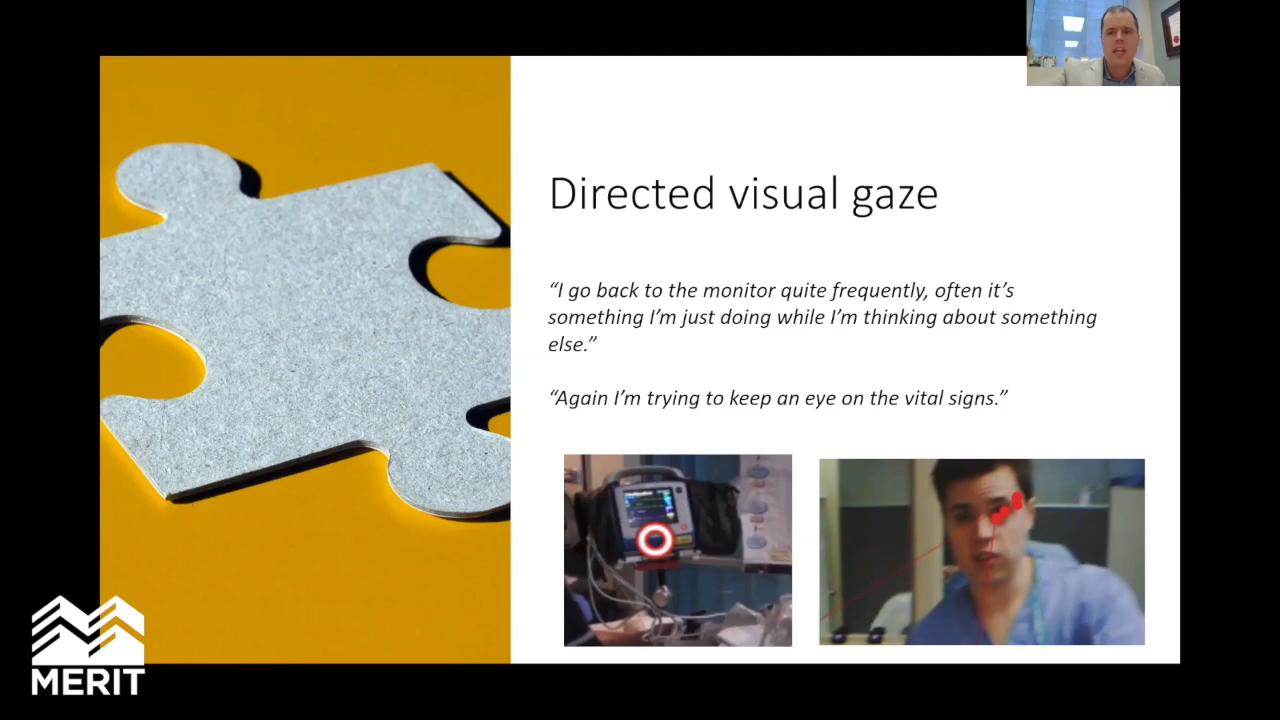 Directed visual gaze
“I go back to the monitor quite frequently, often it’s
something I’m just doing while I’m thinking about something
else.”
“Again I’m trying to keep an eye on the vital signs.”
MERIT